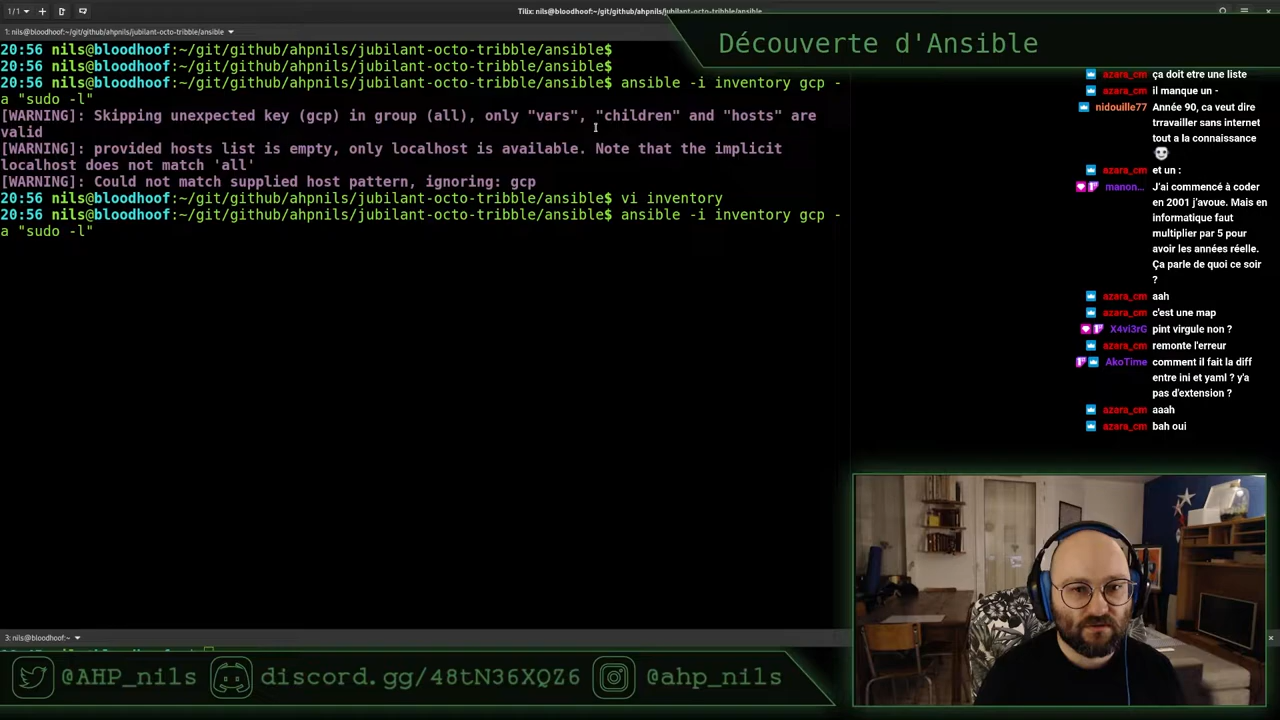 1/1
Tilix: nils@bloodhoof:~/git/github/ahpnils/jubilant-octo-tribble/ansible
1: nils@bloodhoof:~/git/github/ahpnils/jubilant-octo-tribble/ansible
20:56 nils@bloodhoof:~/git/github/ahpnils/jubilant-octo-tribble/ansible$
20:56 nils@bloodhoof:~/git/github/ahpnils/jubilant-octo-tribble/ansible$
20:56 nils@bloodhoof:~/git/github/ahpnils/jubilant-octo-tribble/ansible$ ansible -i inventory gcp -
a "sudo -l"
[WARNING]: Skipping unexpected key (gcp) in group (all), only "vars", "children" and "hosts" are
valid
[WARNING]: provided hosts list is empty, only localhost is available. Note that the implicit
localhost does not match 'all'
[WARNING]: Could not match supplied host pattern, ignoring: gcp
20:56 nils@bloodhoof:~/git/github/ahpnils/jubilant-octo-tribble/ansible$ vi inventory
20:56 nils@bloodhoof:~/git/github/ahpnils/jubilant-octo-tribble/ansible$ ansible -i inventory gcp -
a "sudo -l"
3: nils@bloodhoof:~
Découverte d'Ansible
azara_cm ça doit etre une liste
azara_cm il manque un -
nidouille77 Année 90, ca veut dire
trravailler sans internet
tout a la connaissance
azara_cm et un :
manon... J'ai commencé à coder
en 2001 j'avoue. Mais en
informatique faut
multiplier par 5 pour
avoir les années réelle.
Ça parle de quoi ce soir
?
azara_cm aah
azara_cm c'est une map
X4vi3rG pint virgule non ?
azara_cm remonte l'erreur
AkoTime comment il fait la diff
entre ini et yaml ? y'a
pas d'extension ?
azara_cm aaah
azara_cm bah oui
@AHP_nils discord.gg/48tN36XQZ6 @ahp_nils